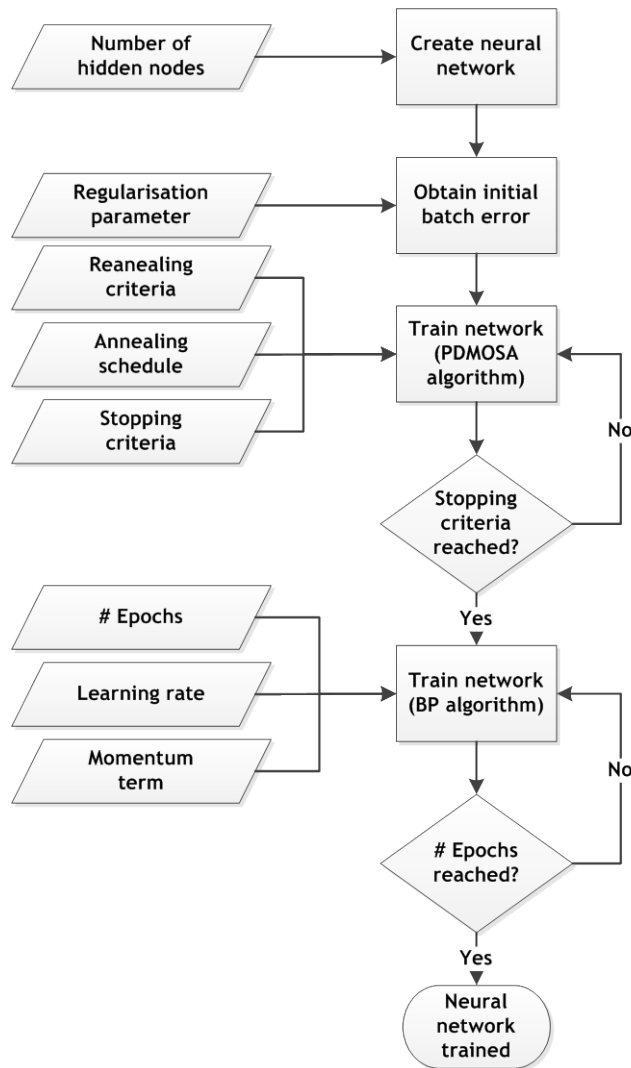 Number of
hidden nodes
Create neural
network
Regularisation
parameter
Obtain initial
batch error
Reanealing
criteria
Annealing
schedule
Stopping
criteria
Train network
(PDMOSA
algorithm)
No
Stopping
criteria
reached?
Yes
# Epochs
Learning rate
Momentum
term
Train network
(BP algorithm)
No
# Epochs
reached?
Yes
Neural
network
trained